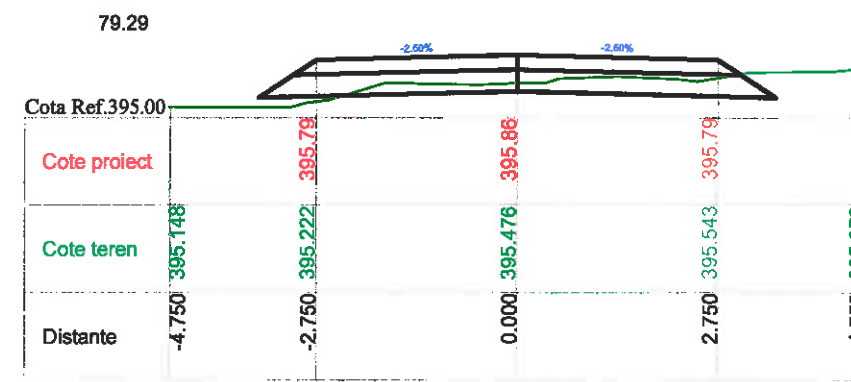 79.29
-2.50% -2.50%
Cota Ref.395.00
Cote proiect 395.79 395.86 395.79
Cote teren 395.148 395.222 395.476 395.543
Distante -4.750 -2.750 0.000 2.750